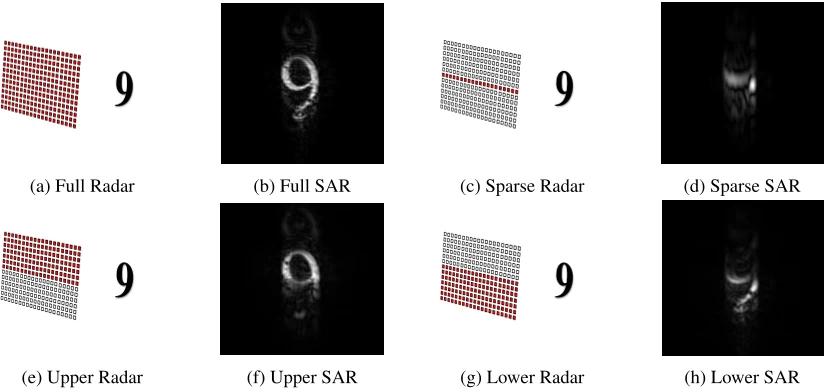 9
9
(a) Full Radar
(b) Full SAR
(c) Sparse Radar
(d) Sparse SAR
9
9
(e) Upper Radar
(f) Upper SAR
(g) Lower Radar
(h) Lower SAR